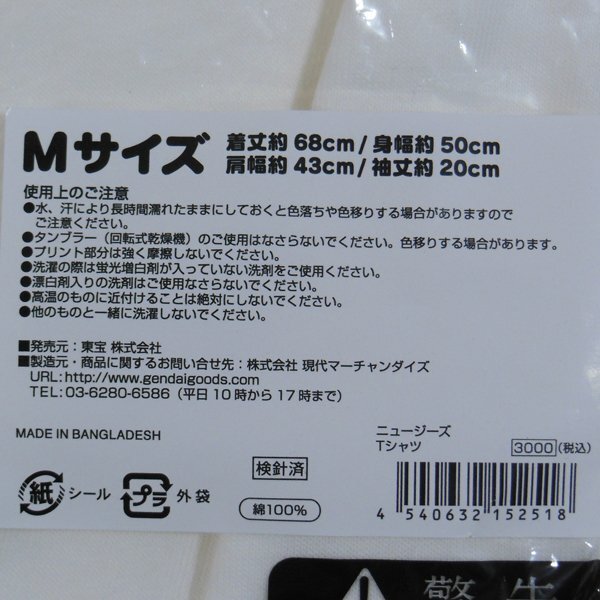 Mサイズ 着丈約 68cm / 身幅約 50cm
肩幅約 43cm / 袖丈約 20cm
使用上のご注意
●水、汗により長時間濡れたままにしておくと色落ちや色移りする場合がありますので
ご注意ください。
●タンブラー（回転式乾燥機）のご使用はなさらないでください。色移りする場合があります。
●プリント部分は強く摩擦しないでください。
●洗濯の際は蛍光増白剤が入っていない洗剤をご使用ください。
●漂白剤入りの洗剤はご使用なさらないでください。
●高温のものに近付けることは絶対にしないでください。
●他のものと一緒に洗濯しないでください。
■発売元：東宝 株式会社
■製造元・商品に関するお問い合せ先：株式会社 現代マーチャンダイズ
URL:http://www.gendaigoods.com/
TEL:03-6280-6586（平日10時から17時まで）
MADE IN BANGLADESH
ニュージーズ
Tシャツ
3000(税込)
検針済
紙 シール プラ 外袋
綿100%
4 540632 152518
警告